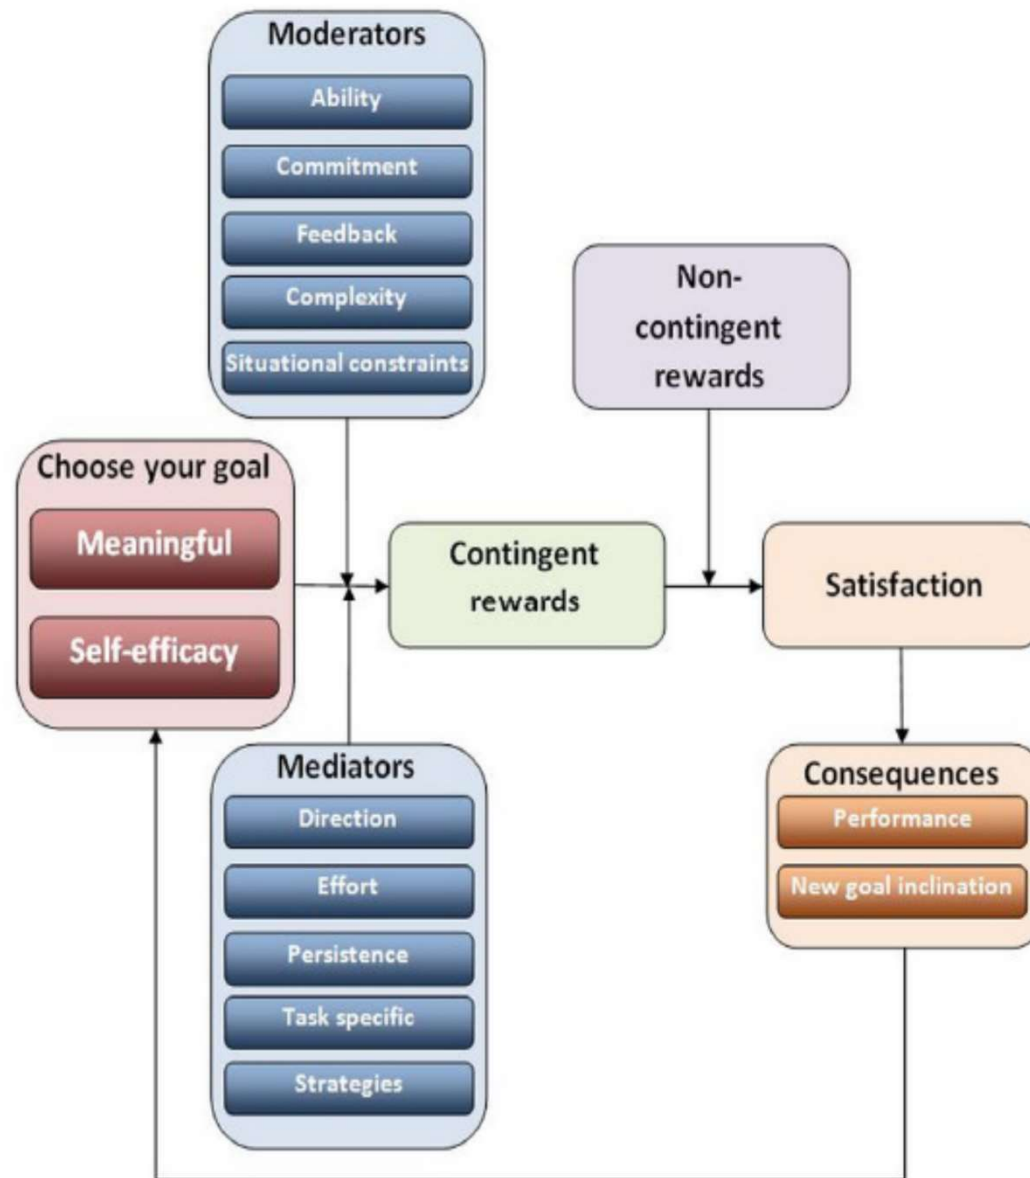 Moderators
Ability
Commitment
Feedback
Complexity
Situational constraints
Non-
contingent
rewards
Choose your goal
Meaningful
Self-efficacy
Contingent
rewards
Satisfaction
Mediators
Direction
Effort
Persistence
Task specific
Strategies
Consequences
Performance
New goal inclination